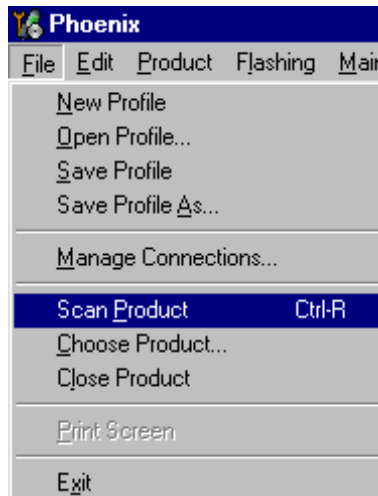 Phoenix
File Edit Product Flashing Mai
New Profile
Open Profile...
Save Profile
Save Profile As...
Manage Connections...
Scan Product Ctrl-R
Choose Product...
Close Product
Print Screen
Exit